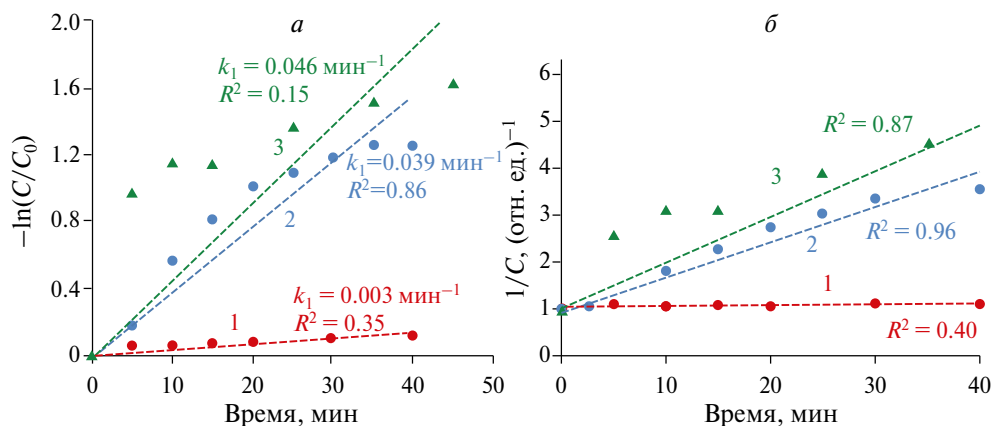 а
2.0
1.6
1.2
0.8
0.4
0
−ln(C/C₀)
k₁ = 0.046 мин⁻¹
R² = 0.15
3
k₁=0.039 мин⁻¹
R²=0.86
2
k₁ = 0.003 мин⁻¹
R² = 0.35
1
0 10 20 30 40 50
Время, мин
б
6
5
4
3
2
1
0
1/C, (отн. ед.)⁻¹
R² = 0.87
3
2
R² = 0.96
1
R² = 0.40
0 10 20 30 40
Время, мин